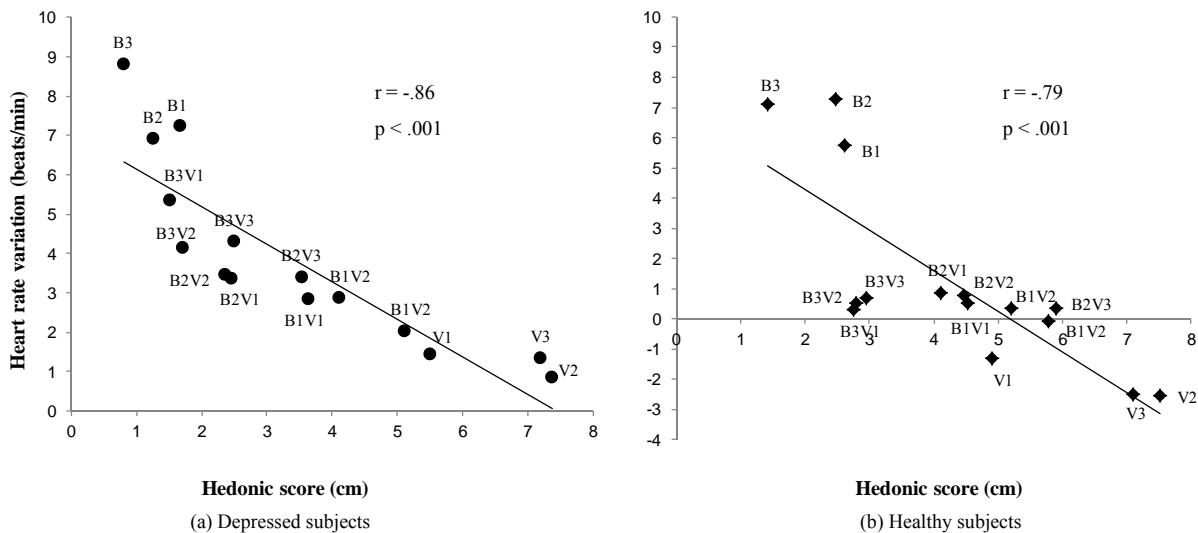 Heart rate variation (beats/min)
10
9
8
7
6
5
4
3
2
1
0
0 1 2 3 4 5 6 7 8
B3
B2
B1
B3V1
B3V2
B3V3
B2V2
B2V1
B2V3
B1V2
B1V1
B1V2
V1
V3
V2
r = -.86
p < .001
Hedonic score (cm)
(a) Depressed subjects
10
9
8
7
6
5
4
3
2
1
0
-1
-2
-3
-4
0 1 2 3 4 5 6 7 8
B3
B2
B1
r = -.79
p < .001
B3V2
B3V3
B3V1
B2V1
B2V2
B1V1
B1V2
B2V3
B1V2
V1
V3
V2
Hedonic score (cm)
(b) Healthy subjects